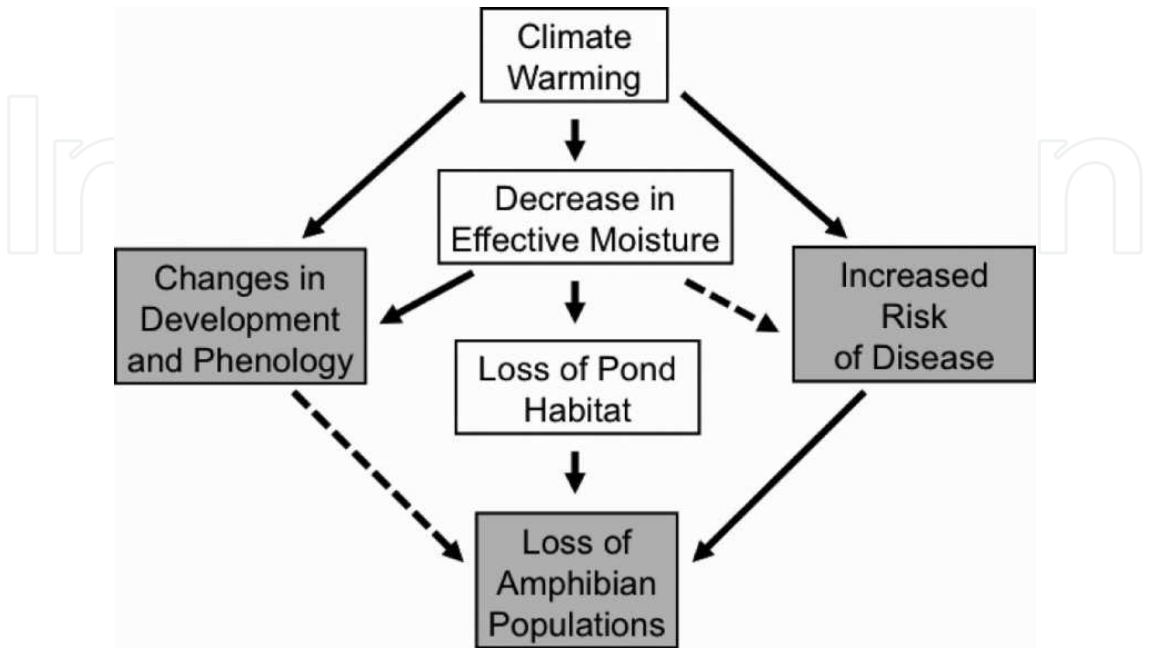 Climate
Warming
Decrease in
Effective Moisture
Changes in
Development
and Phenology
Increased
Risk
of Disease
Loss of Pond
Habitat
Loss of
Amphibian
Populations